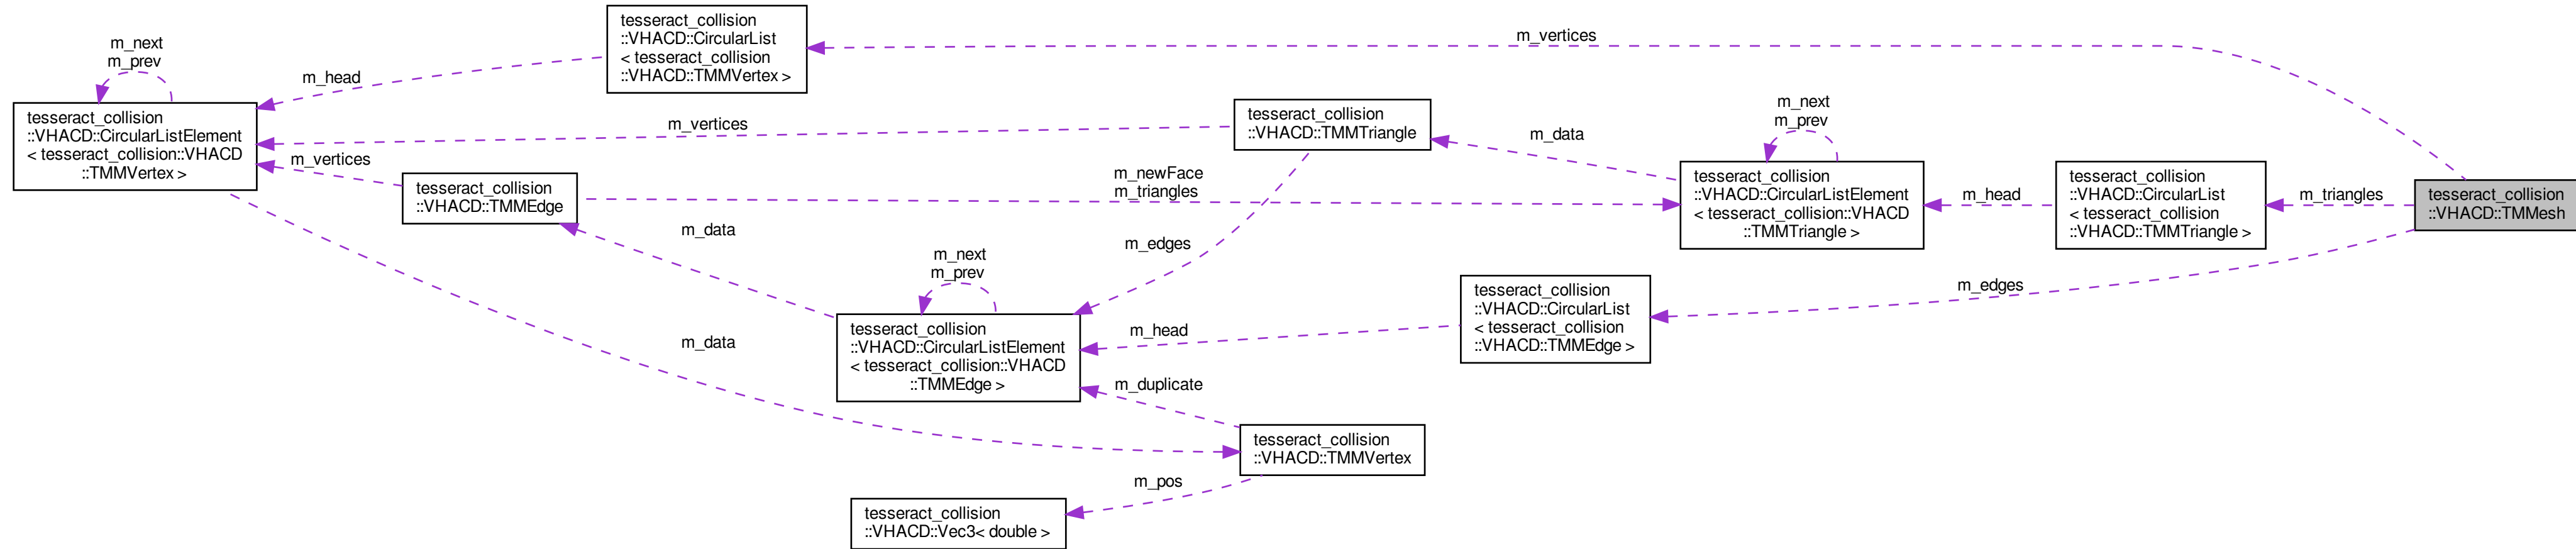 tesseract_collision
::VHACD::CircularList
< tesseract_collision
::VHACD::TMMVertex >
m_vertices
m_next
m_prev
m_head
tesseract_collision
::VHACD::CircularListElement
< tesseract_collision::VHACD
::TMMVertex >
m_vertices
m_vertices
tesseract_collision
::VHACD::TMMEdge
tesseract_collision
::VHACD::TMMTriangle
m_data
m_next
m_prev
m_newFace
m_triangles
tesseract_collision
::VHACD::CircularListElement
< tesseract_collision::VHACD
::TMMTriangle >
m_head
tesseract_collision
::VHACD::CircularList
< tesseract_collision
::VHACD::TMMTriangle >
m_triangles
tesseract_collision
::VHACD::TMMesh
m_data
m_edges
m_next
m_prev
m_edges
tesseract_collision
::VHACD::CircularList
< tesseract_collision
::VHACD::TMMEdge >
m_head
tesseract_collision
::VHACD::CircularListElement
< tesseract_collision::VHACD
::TMMEdge >
m_data
m_duplicate
tesseract_collision
::VHACD::TMMVertex
m_pos
tesseract_collision
::VHACD::Vec3< double >